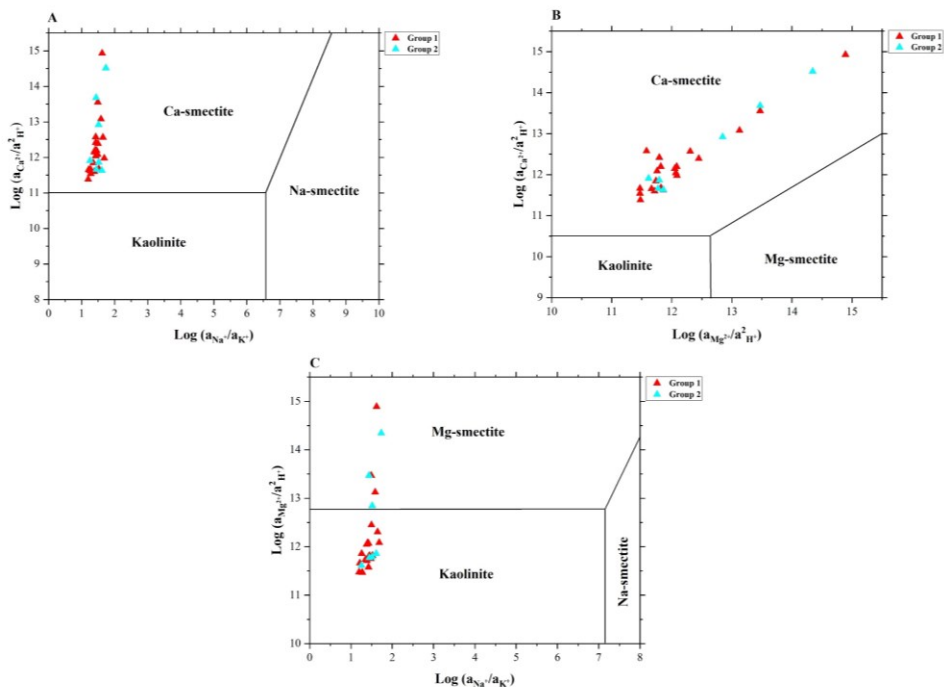 A
Group 1
Group 2
15
14
13
12
11
10
9
8
Log (aCa²⁺/a²H⁺)
Ca-smectite
Na-smectite
Kaolinite
0 1 2 3 4 5 6 7 8 9 10
Log (aNa⁺/aK⁺)
B
Group 1
Group 2
15
14
13
12
11
10
9
Log (aCa²⁺/a²H⁺)
Ca-smectite
Kaolinite
Mg-smectite
10 11 12 13 14 15
Log (aMg²⁺/a²H⁺)
C
Group 1
Group 2
15
14
13
12
11
10
Log (aMg²⁺/a²H⁺)
Mg-smectite
Kaolinite
Na-smectite
0 1 2 3 4 5 6 7 8
Log (aNa⁺/aK⁺)